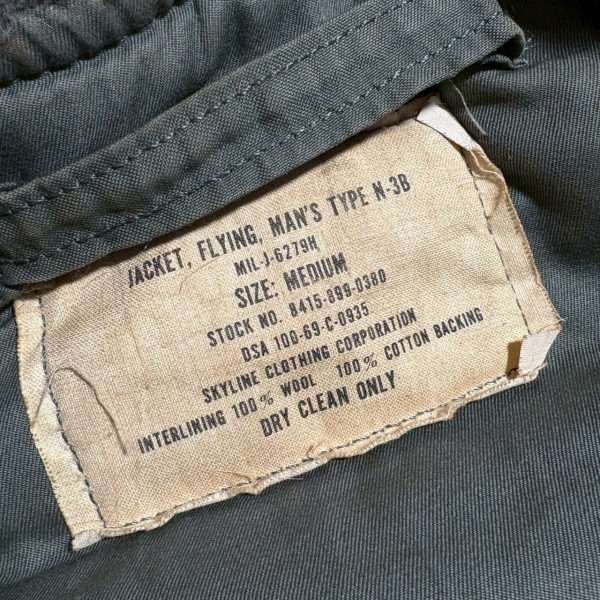 JACKET, FLYING, MAN'S TYPE N-3B
MIL-J-6279H
SIZE: MEDIUM
STOCK NO. 8415-899-0380
DSA 100-69-C-0935
SKYLINE CLOTHING CORPORATION
INTERLINING 100% WOOL 100% COTTON BACKING
DRY CLEAN ONLY